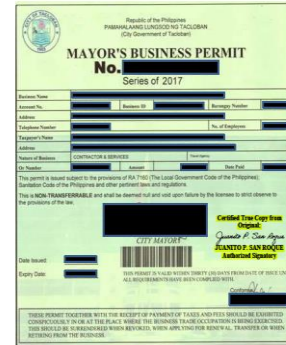 Republic of the Philippines
PAMAHALAANG LUNGSOD NG TACLOBAN
(City Government of Tacloban)
MAYOR'S BUSINESS PERMIT
No.
Series of 2017
Business Name
Account No. Business ID Barangay Number
Address
Telephone Number No. of Employees
Taxpayer's Name
Address
Nature of Business CONTRACTOR & SERVICES
Or Number Amount Date Paid
This permit is issued subject to the provisions of RA 7160 (The Local Government Code of the Philippines).
Sanitation Code of the Philippines and other pertinent laws and regulations.
This is NON-TRANSFERRABLE and shall be deemed null and void upon failure by the licensee to strictly observe to
the provisions of the law.
Certified True Copy from
Original:
CITY MAYOR
JUANITO P. SAN ROQUE
Authorized Signatory
Date Issued:
Expiry Date:
THIS PERMIT IS VALID WITHIN THIRTY (30) DAYS FROM DATE OF ISSUE
ALL REQUIREMENTS HAVE BEEN COMPLIED WITH.
THESE PERMIT TOGETHER WITH THE RECEIPT OF PAYMENT OF TAXES AND FEES SHOULD BE EXHIBITED
CONSPICUOUSLY IN OR AT THE PLACE WHERE THE BUSINESS TRADE OCCUPATION IS BEING EXERCISED.
THIS SHOULD BE SURRENDERED WHEN REVOKED, WHEN APPLYING FOR RENEWAL, TRANSFER OR WHEN
RETIRING FROM THE BUSINESS.